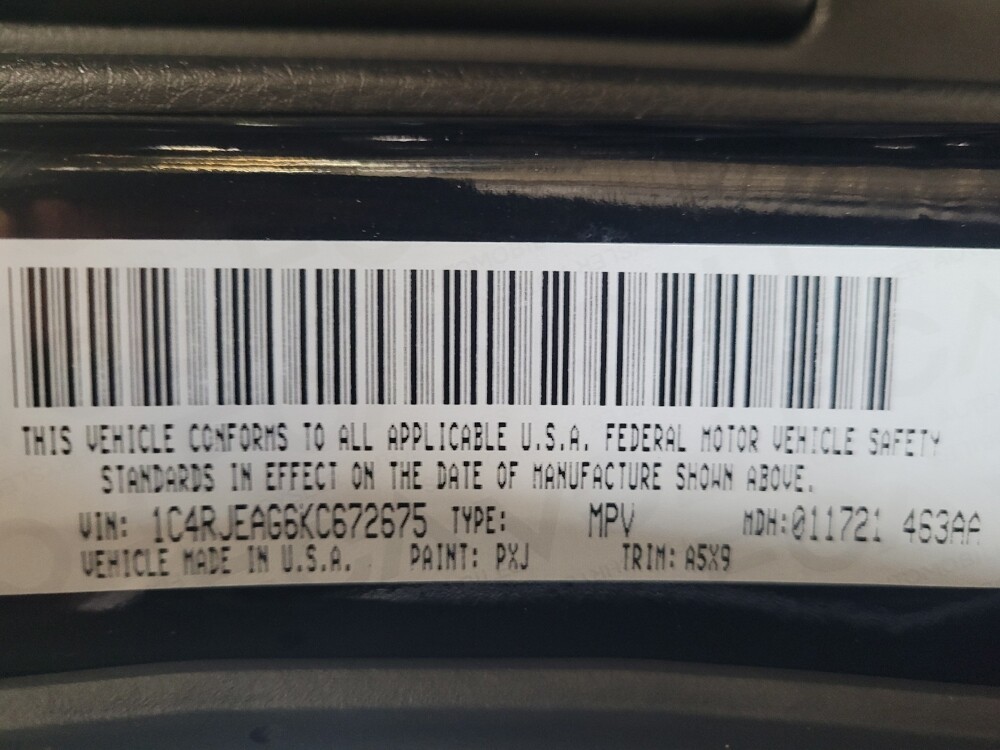 THIS VEHICLE CONFORMS TO ALL APPLICABLE U.S.A. FEDERAL MOTOR VEHICLE SAFETY
STANDARDS IN EFFECT ON THE DATE OF MANUFACTURE SHOWN ABOVE.
VIN: 1C4RJEAG6KC672675 TYPE: MPV MDH:011721 463AA
VEHICLE MADE IN U.S.A. PAINT: PXJ TRIM: A5X9